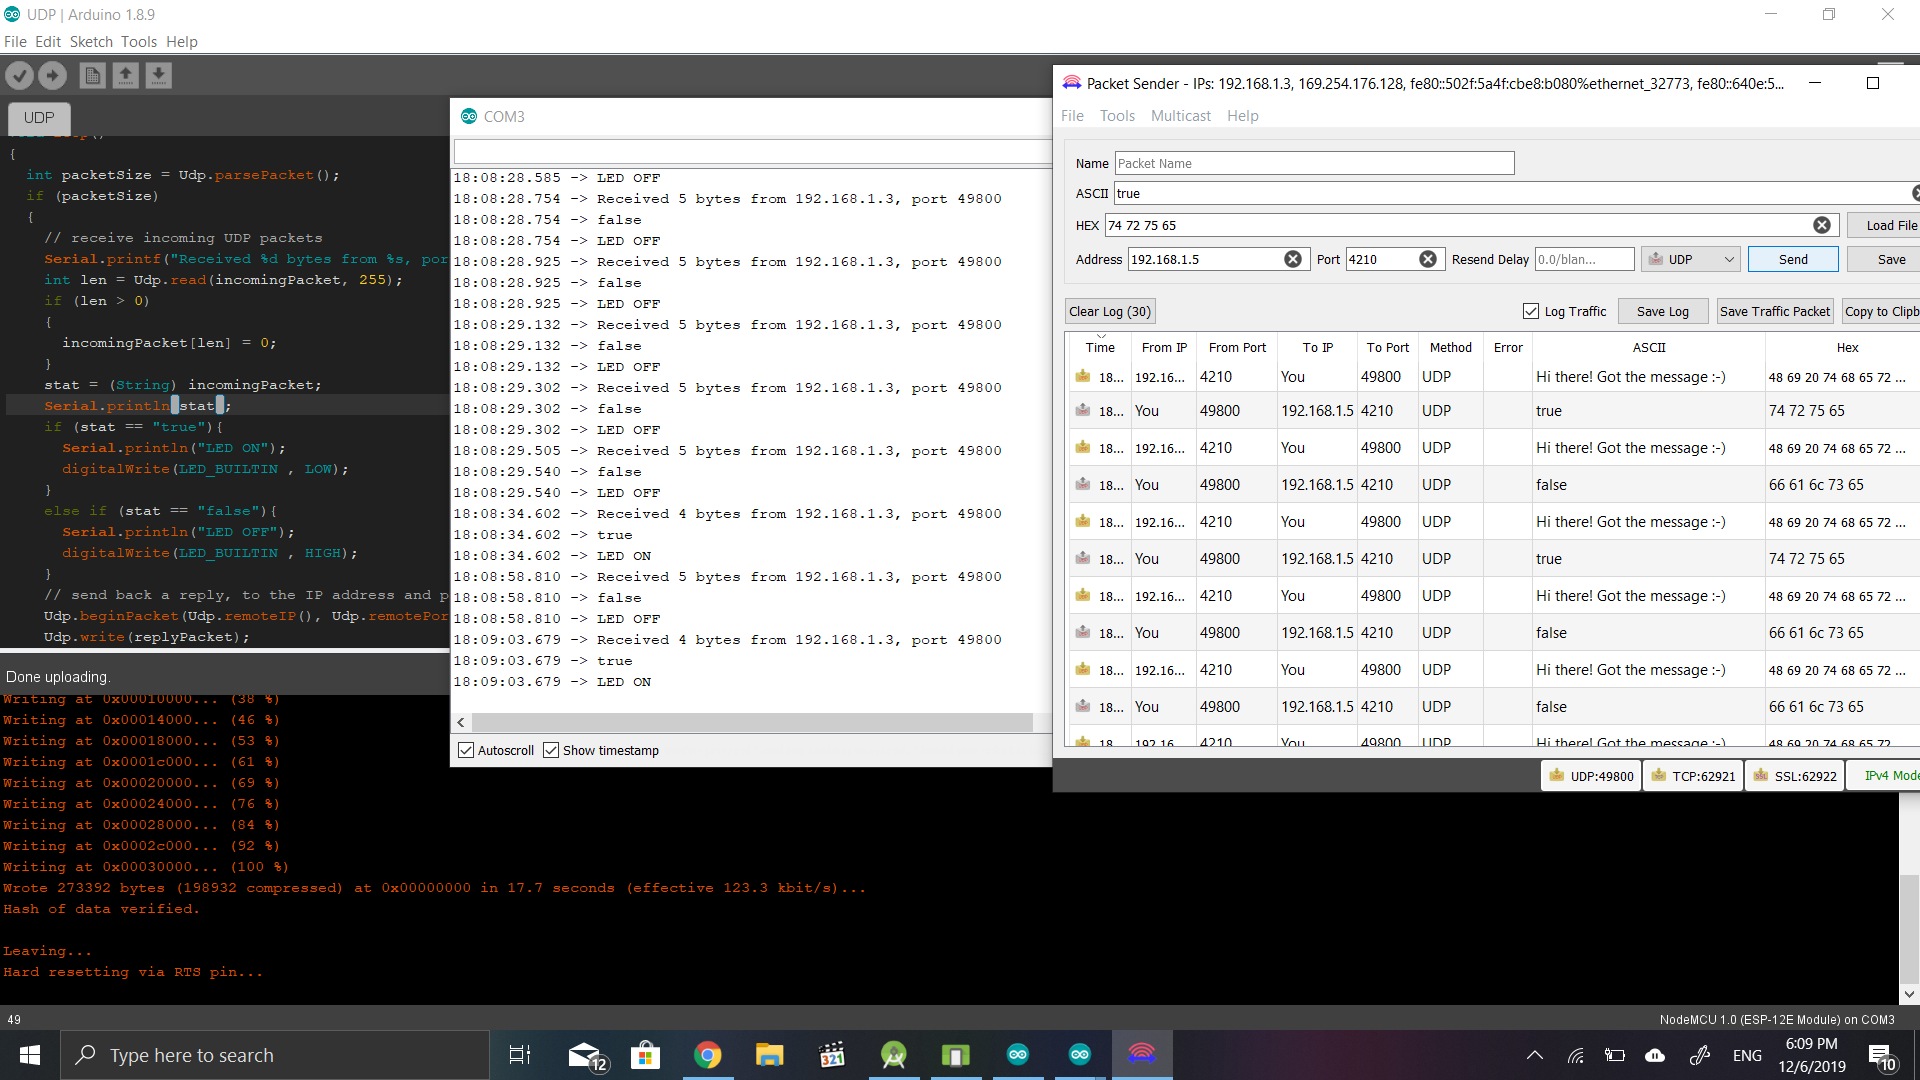 UDP | Arduino 1.8.9
File Edit Sketch Tools Help
UDP
{
int packetSize = Udp.parsePacket();
if (packetSize)
{
// receive incoming UDP packets
Serial.printf("Received %d bytes from %s, por
int len = Udp.read(incomingPacket, 255);
if (len > 0)
{
incomingPacket[len] = 0;
}
stat = (String) incomingPacket;
Serial.println(stat);
if (stat == "true"){
Serial.println("LED ON");
digitalWrite(LED_BUILTIN , LOW);
}
else if (stat == "false"){
Serial.println("LED OFF");
digitalWrite(LED_BUILTIN , HIGH);
}
// send back a reply, to the IP address and p
Udp.beginPacket(Udp.remoteIP(), Udp.remotePor
Udp.write(replyPacket);
Done uploading.
Writing at 0x00010000... (38 %)
Writing at 0x00014000... (46 %)
Writing at 0x00018000... (53 %)
Writing at 0x0001c000... (61 %)
Writing at 0x00020000... (69 %)
Writing at 0x00024000... (76 %)
Writing at 0x00028000... (84 %)
Writing at 0x0002c000... (92 %)
Writing at 0x00030000... (100 %)
Wrote 273392 bytes (198932 compressed) at 0x00000000 in 17.7 seconds (effective 123.3 kbit/s)...
Hash of data verified.
Leaving...
Hard resetting via RTS pin...
49
NodeMCU 1.0 (ESP-12E Module) on COM3
COM3
18:08:28.585 -> LED OFF
18:08:28.754 -> Received 5 bytes from 192.168.1.3, port 49800
18:08:28.754 -> false
18:08:28.754 -> LED OFF
18:08:28.925 -> Received 5 bytes from 192.168.1.3, port 49800
18:08:28.925 -> false
18:08:28.925 -> LED OFF
18:08:29.132 -> Received 5 bytes from 192.168.1.3, port 49800
18:08:29.132 -> false
18:08:29.132 -> LED OFF
18:08:29.302 -> Received 5 bytes from 192.168.1.3, port 49800
18:08:29.302 -> false
18:08:29.302 -> LED OFF
18:08:29.505 -> Received 5 bytes from 192.168.1.3, port 49800
18:08:29.540 -> false
18:08:29.540 -> LED OFF
18:08:34.602 -> Received 4 bytes from 192.168.1.3, port 49800
18:08:34.602 -> true
18:08:34.602 -> LED ON
18:08:58.810 -> Received 5 bytes from 192.168.1.3, port 49800
18:08:58.810 -> false
18:08:58.810 -> LED OFF
18:09:03.679 -> Received 4 bytes from 192.168.1.3, port 49800
18:09:03.679 -> true
18:09:03.679 -> LED ON
Autoscroll Show timestamp
Packet Sender - IPs: 192.168.1.3, 169.254.176.128, fe80::502f:5a4f:cbe8:b080%ethernet_32773, fe80::640e:5...
File Tools Multicast Help
Name Packet Name
ASCII true
HEX 74 72 75 65 Load File
Address 192.168.1.5 Port 4210 Resend Delay 0.0/blan... UDP Send Save
Clear Log (30) Log Traffic Save Log Save Traffic Packet Copy to Clipb
Time From IP From Port To IP To Port Method Error ASCII Hex
18... 192.16... 4210 You 49800 UDP Hi there! Got the message :-) 48 69 20 74 68 65 72 ...
18... You 49800 192.168.1.5 4210 UDP true 74 72 75 65
18... 192.16... 4210 You 49800 UDP Hi there! Got the message :-) 48 69 20 74 68 65 72 ...
18... You 49800 192.168.1.5 4210 UDP false 66 61 6c 73 65
18... 192.16... 4210 You 49800 UDP Hi there! Got the message :-) 48 69 20 74 68 65 72 ...
18... You 49800 192.168.1.5 4210 UDP true 74 72 75 65
18... 192.16... 4210 You 49800 UDP Hi there! Got the message :-) 48 69 20 74 68 65 72 ...
18... You 49800 192.168.1.5 4210 UDP false 66 61 6c 73 65
18... 192.16... 4210 You 49800 UDP Hi there! Got the message :-) 48 69 20 74 68 65 72 ...
18... You 49800 192.168.1.5 4210 UDP false 66 61 6c 73 65
18 192.16 4210 You 49800 UDP Hi there! Got the message :-) 48 69 20 74 68 65 72
UDP:49800 TCP:62921 SSL:62922 IPv4 Mode
Type here to search
12
321
ENG
6:09 PM
12/6/2019
10